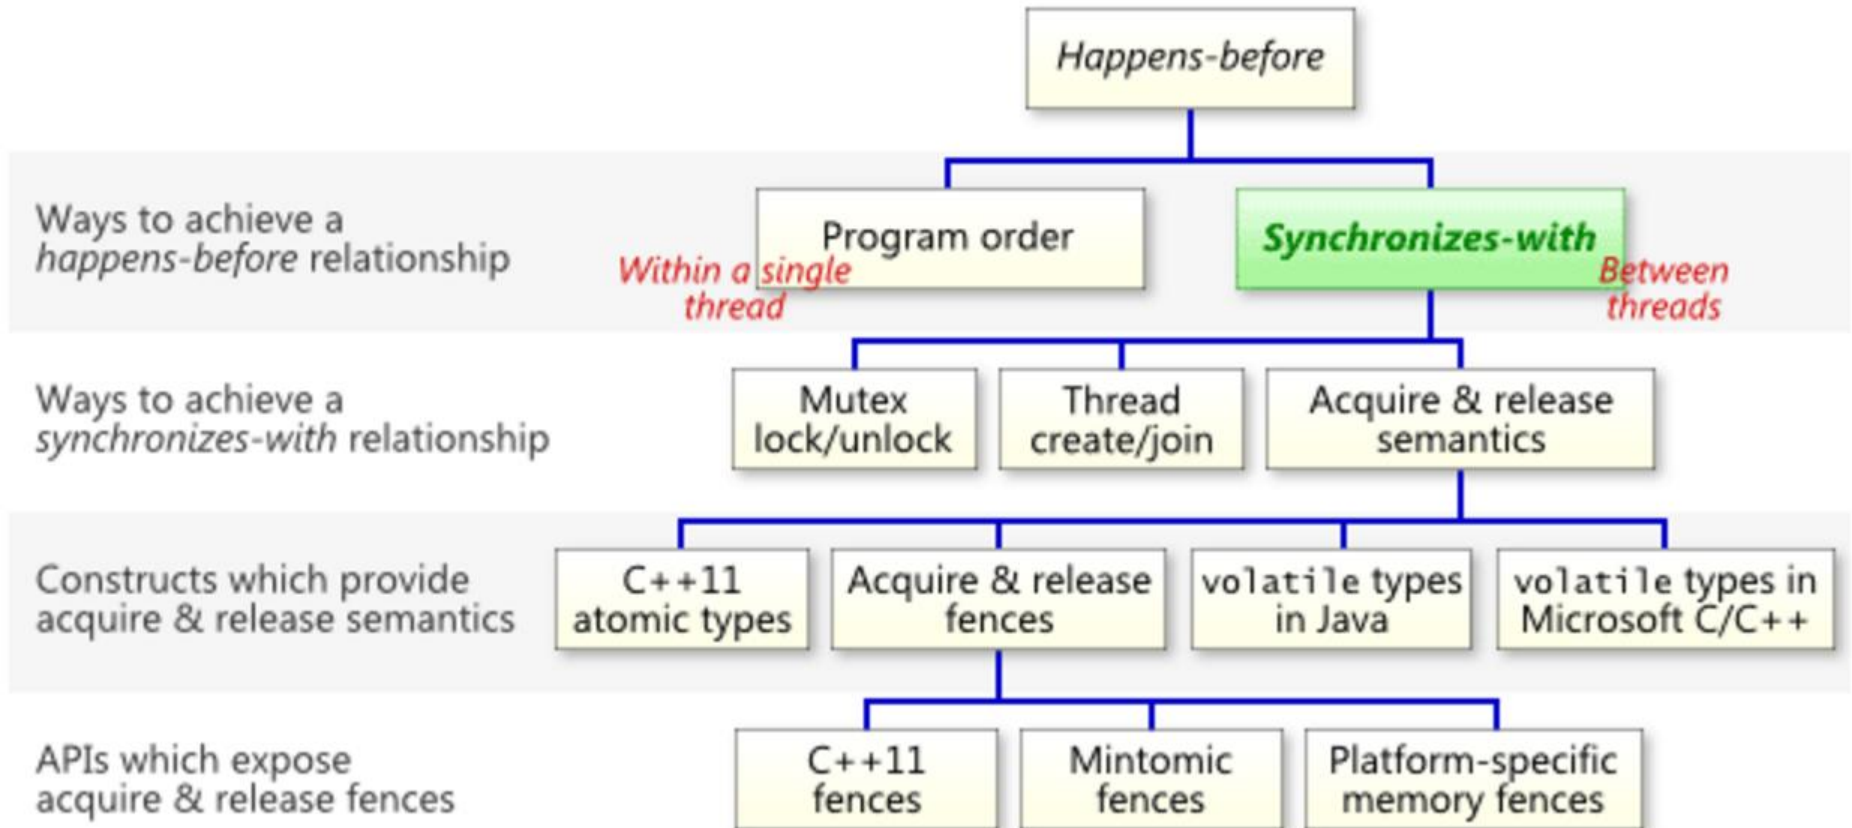 Happens-before
Ways to achieve a
happens-before relationship
Program order
Within a single
thread
Synchronizes-with
Between
threads
Ways to achieve a
synchronizes-with relationship
Mutex
lock/unlock
Thread
create/join
Acquire & release
semantics
Constructs which provide
acquire & release semantics
C++11
atomic types
Acquire & release
fences
volatile types
in Java
volatile types in
Microsoft C/C++
APIs which expose
acquire & release fences
C++11
fences
Mintomic
fences
Platform-specific
memory fences